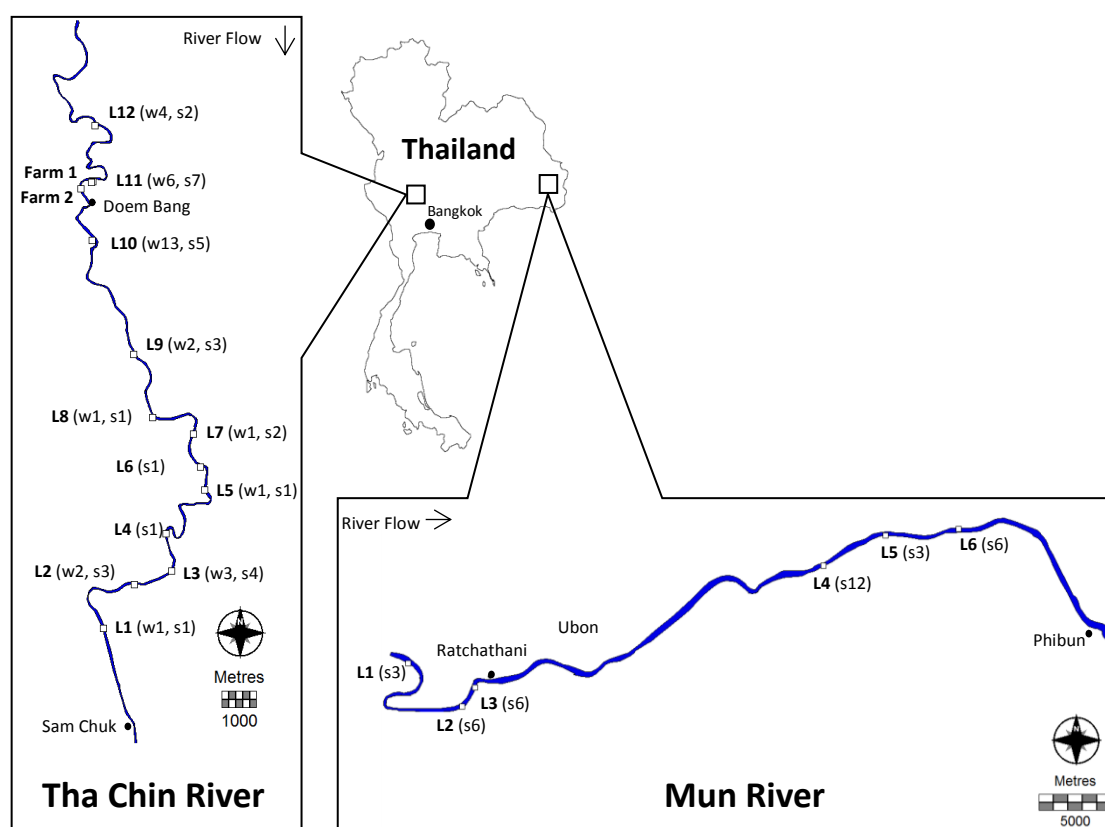 River Flow
L12 (w4, s2)
Farm 1
L11 (w6, s7)
Farm 2
Doem Bang
L10 (w13, s5)
L9 (w2, s3)
L8 (w1, s1)
L7 (w1, s2)
L6 (s1)
L5 (w1, s1)
L4 (s1)
L2 (w2, s3)
L3 (w3, s4)
L1 (w1, s1)
Metres
1000
Sam Chuk
Tha Chin River
Thailand
Bangkok
River Flow
L6 (s6)
L5 (s3)
L4 (s12)
Ubon
Ratchathani
Phibun
L1 (s3)
L3 (s6)
L2 (s6)
Metres
5000
Mun River